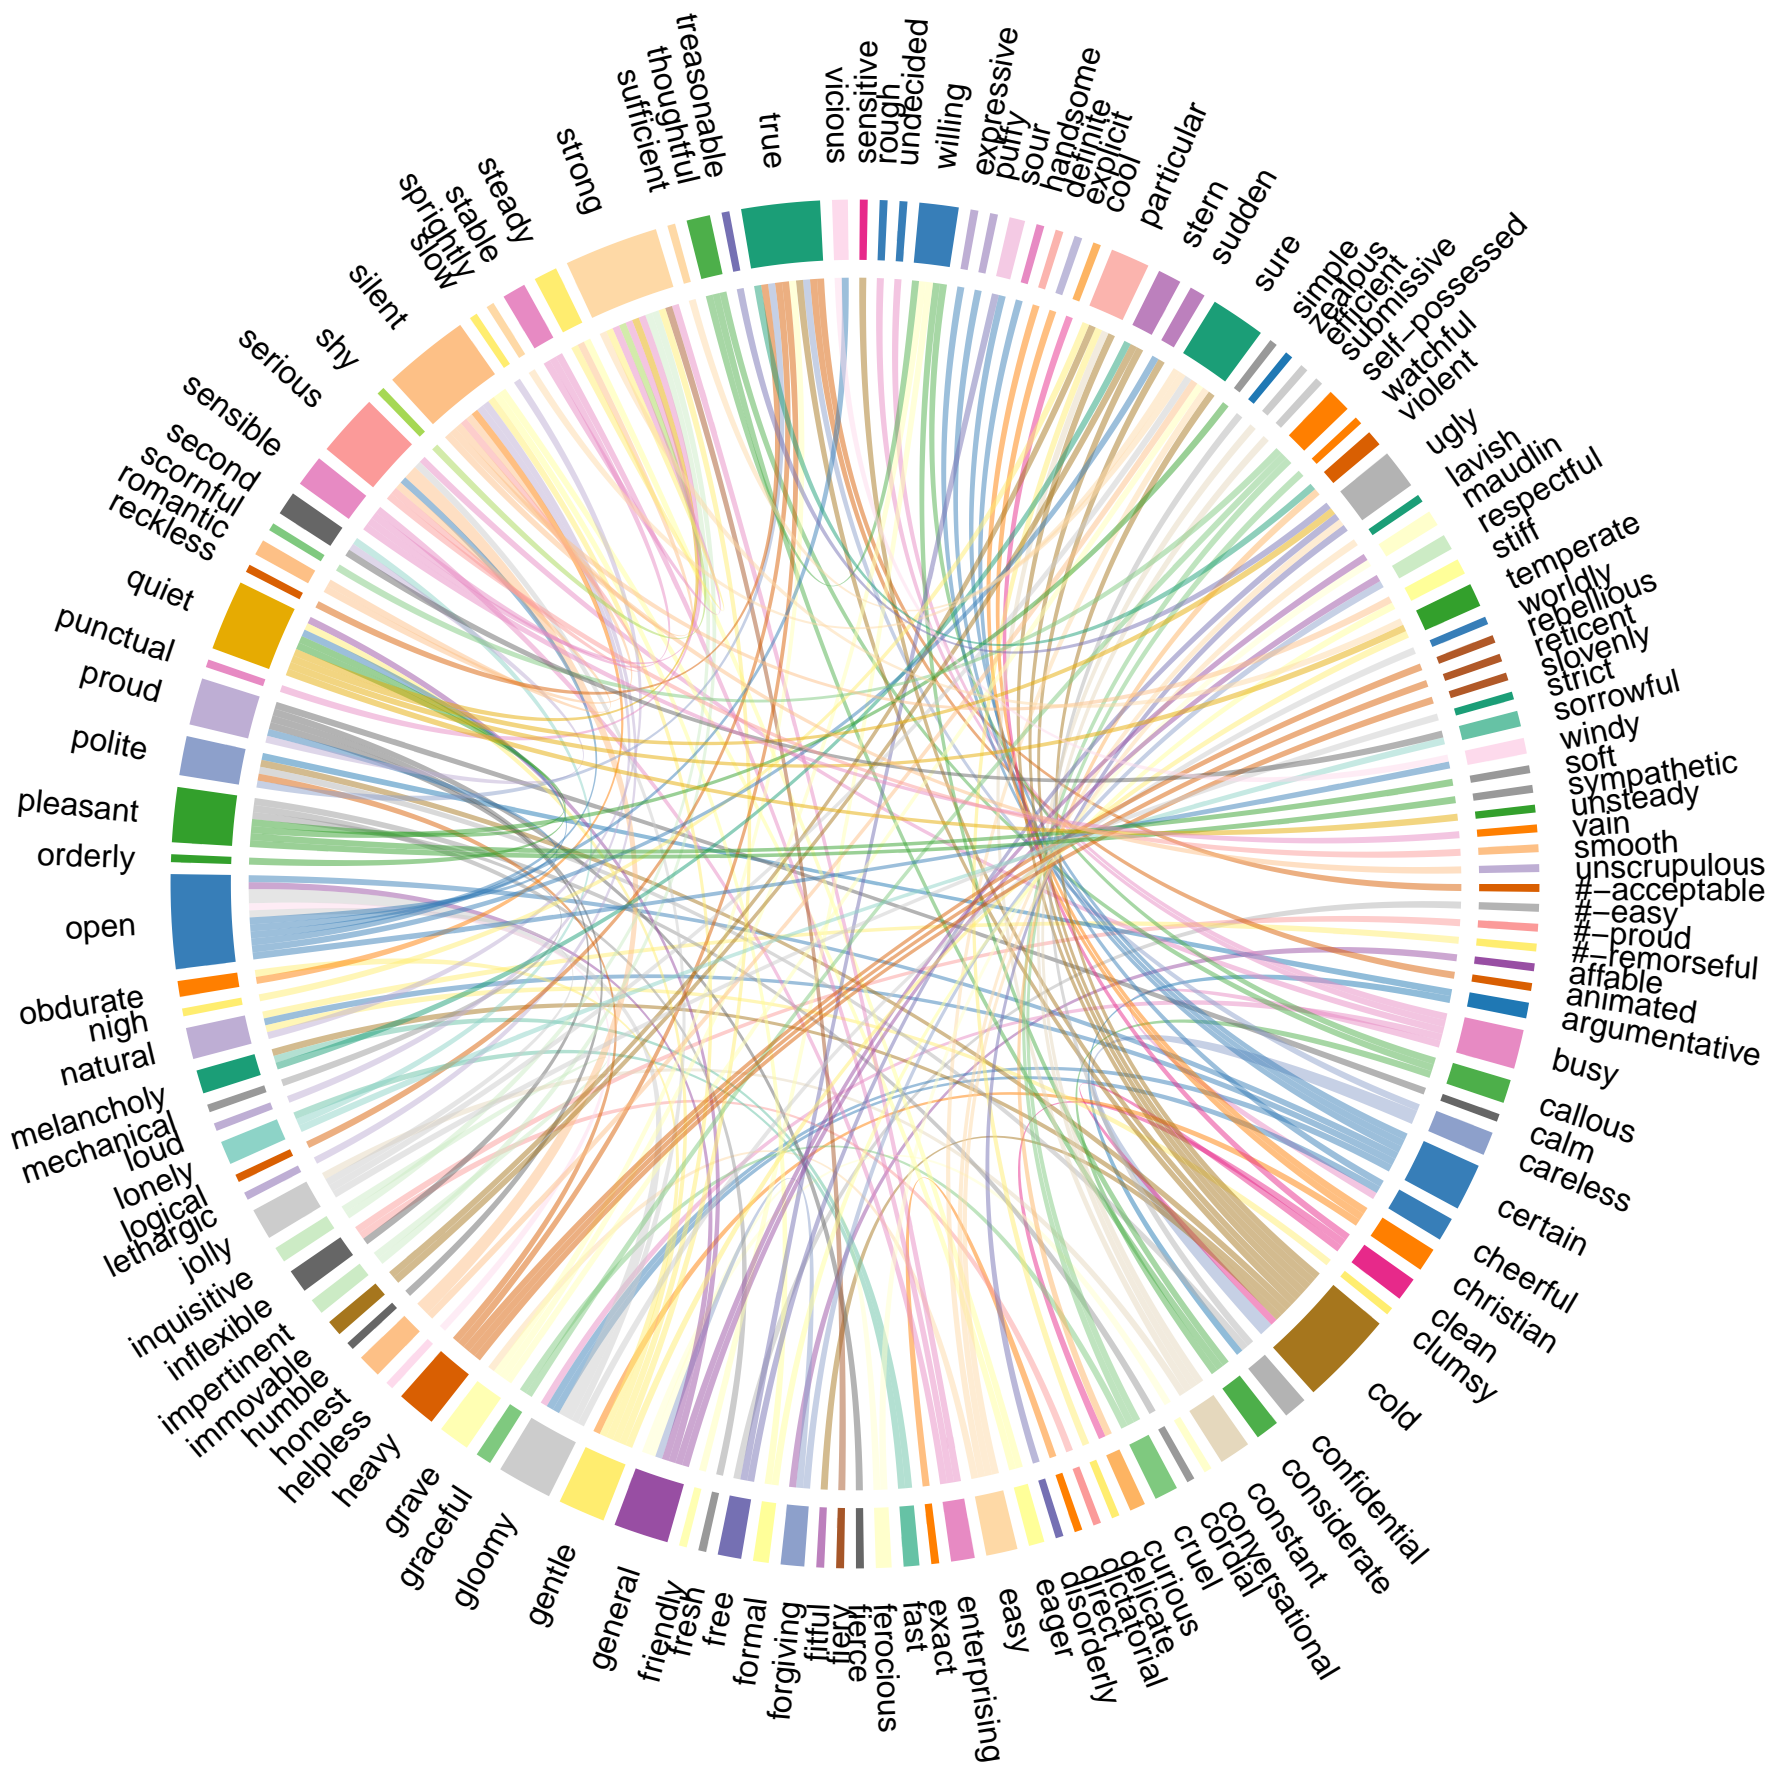 true
vicious
sensitive
rough
undecided
willing
expressive
puffy
sour
handsome
definite
explicit
cool
particular
stern
sudden
sure
simple
zealous
efficient
submissive
self-possessed
watchful
violent
ugly
lavish
maudlin
respectful
stiff
temperate
worldly
rebellious
reticent
slovenly
strict
sorrowful
windy
soft
sympathetic
unsteady
vain
smooth
unscrupulous
#-acceptable
#-easy
#-proud
#-remorseful
affable
animated
argumentative
busy
callous
calm
careless
certain
cheerful
christian
clean
clumsy
cold
confidential
considerate
constant
conversational
cordial
cruel
curious
delicate
dictatorial
direct
disorderly
eager
easy
enterprising
exact
fast
ferocious
fierce
fiery
fitful
forgiving
formal
free
fresh
friendly
general
gentle
gloomy
graceful
grave
heavy
helpless
honest
humble
immovable
impertinent
inflexible
inquisitive
jolly
lethargic
logical
lonely
loud
mechanical
melancholy
natural
nigh
obdurate
open
orderly
pleasant
polite
proud
punctual
quiet
reckless
romantic
scornful
second
sensible
serious
shy
silent
slow
sprightly
stable
steady
strong
sufficient
thoughtful
treasonable